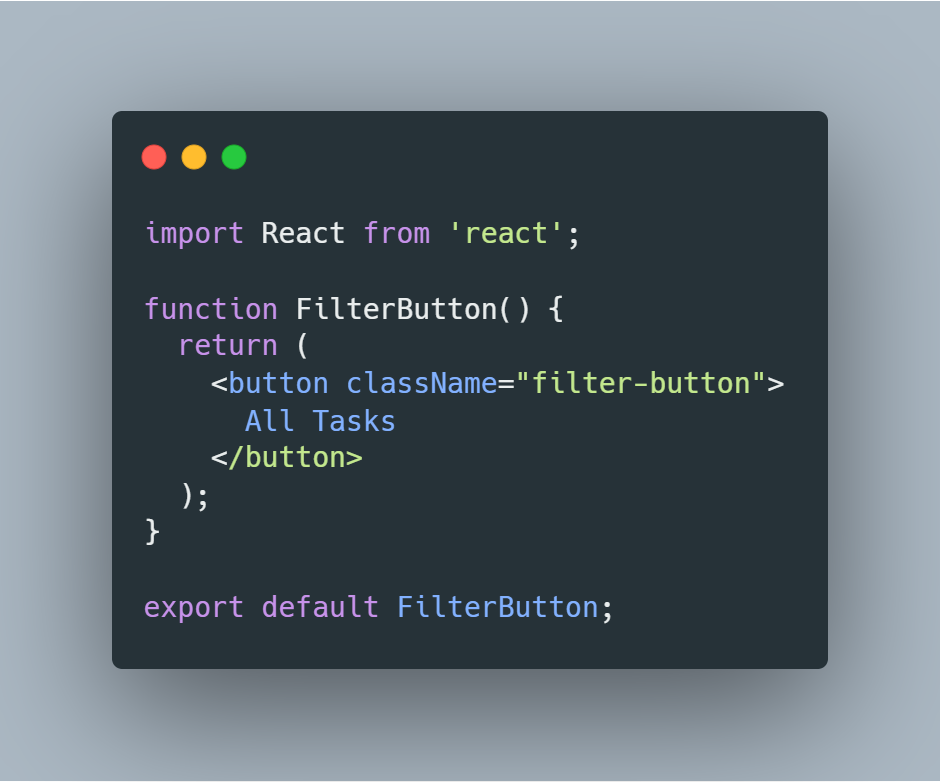 import React from 'react';
function FilterButton() {
return (
<button className="filter-button">
All Tasks
</button>
);
}
export default FilterButton;